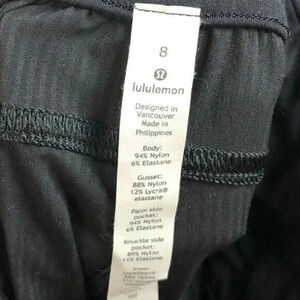 8
lululemon
Designed in
Vancouver
Made in
Philippines
Body:
94% Nylon
6% Elastane
Gusset:
88% Nylon
12% Lycra®
elastane
Palm side
pocket:
94% Nylon
6% Elastane
Knuckle side
pocket:
89% Nylon
elastane